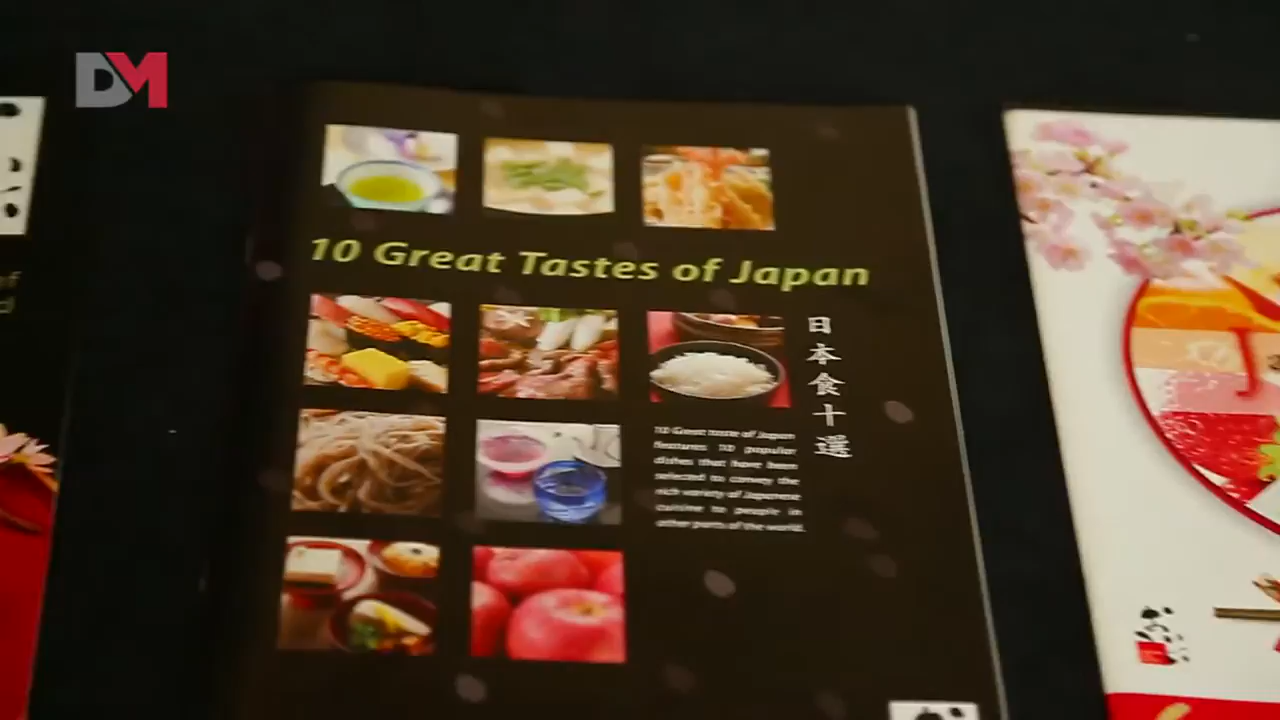 DM
10 Great Tastes of Japan
日本食十選
10 Great taste of Japan
features 10 popular
dishes that have been
selected to convey the
rich variety of Japanese
cuisine to people in
other parts of the world.
J